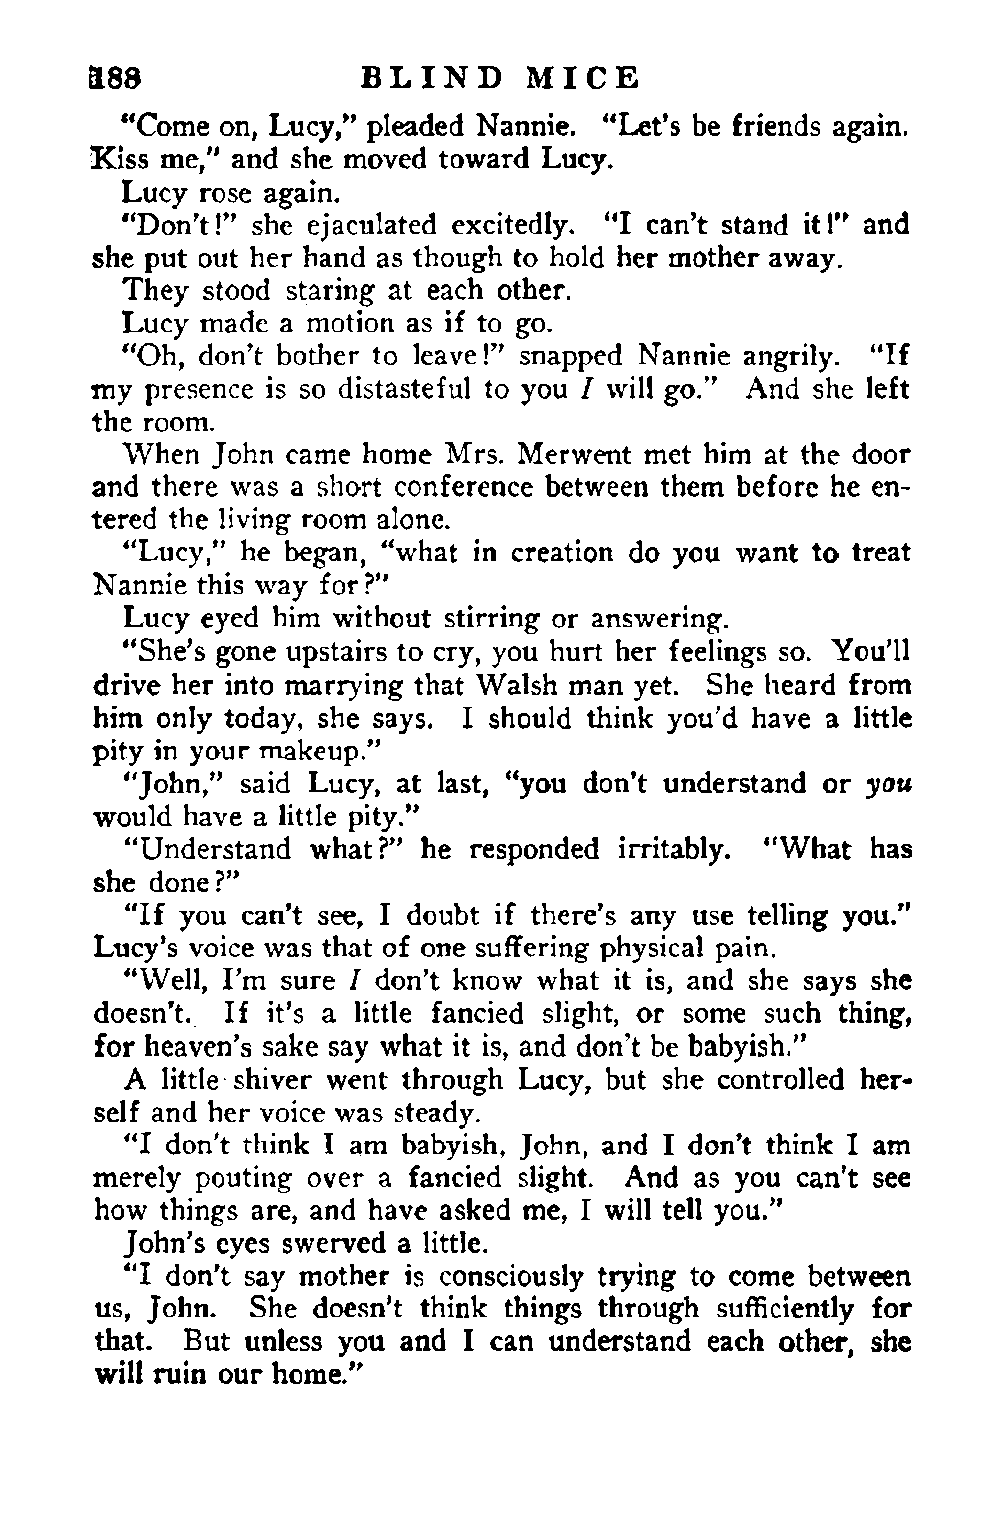 188 BLIND MICE
“Come on, Lucy,” pleaded Nannie. “Let’s be friends again.
Kiss me,” and she moved toward Lucy.
Lucy rose again.
“Don’t!” she ejaculated excitedly. “I can’t stand it!” and
she put out her hand as though to hold her mother away.
They stood staring at each other.
Lucy made a motion as if to go.
“Oh, don’t bother to leave!” snapped Nannie angrily. “If
my presence is so distasteful to you I will go.” And she left
the room.
When John came home Mrs. Merwent met him at the door
and there was a short conference between them before he en-
tered the living room alone.
“Lucy,” he began, “what in creation do you want to treat
Nannie this way for?”
Lucy eyed him without stirring or answering.
“She’s gone upstairs to cry, you hurt her feelings so. You’ll
drive her into marrying that Walsh man yet. She heard from
him only today, she says. I should think you’d have a little
pity in your makeup.”
“John,” said Lucy, at last, “you don’t understand or you
would have a little pity.”
“Understand what?” he responded irritably. “What has
she done?”
“If you can’t see, I doubt if there’s any use telling you.”
Lucy’s voice was that of one suffering physical pain.
“Well, I’m sure I don’t know what it is, and she says she
doesn’t. If it’s a little fancied slight, or some such thing,
for heaven’s sake say what it is, and don’t be babyish.”
A little shiver went through Lucy, but she controlled her-
self and her voice was steady.
“I don’t think I am babyish, John, and I don’t think I am
merely pouting over a fancied slight. And as you can’t see
how things are, and have asked me, I will tell you.”
John’s eyes swerved a little.
“I don’t say mother is consciously trying to come between
us, John. She doesn’t think things through sufficiently for
that. But unless you and I can understand each other, she
will ruin our home.”